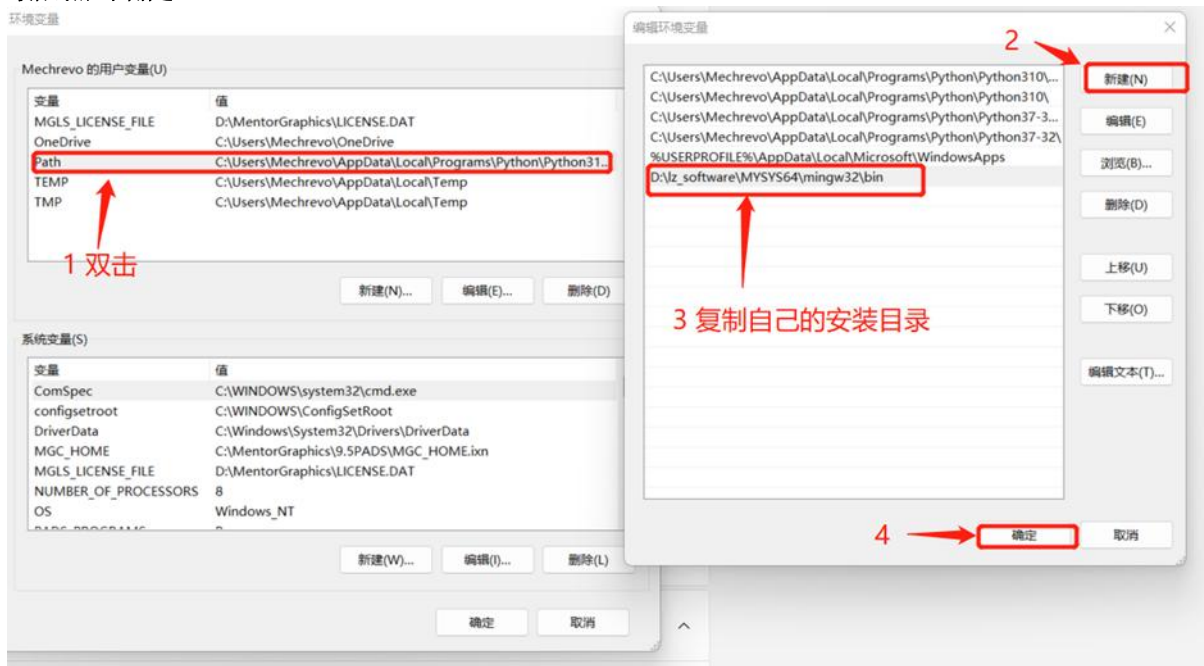 环境变量
Mechrevo 的用户变量(U)
变量 值
MGLS_LICENSE_FILE D:\MentorGraphics\LICENSE.DAT
OneDrive C:\Users\Mechrevo\OneDrive
Path C:\Users\Mechrevo\AppData\Local\Programs\Python\Python31...
TEMP C:\Users\Mechrevo\AppData\Local\Temp
TMP C:\Users\Mechrevo\AppData\Local\Temp
1 双击
新建(N)... 编辑(E)... 删除(D)
系统变量(S)
变量 值
ComSpec C:\WINDOWS\system32\cmd.exe
configsetroot C:\WINDOWS\ConfigSetRoot
DriverData C:\Windows\System32\Drivers\DriverData
MGC_HOME C:\MentorGraphics\9.5PADS\MGC_HOME.ixn
MGLS_LICENSE_FILE D:\MentorGraphics\LICENSE.DAT
NUMBER_OF_PROCESSORS 8
OS Windows_NT
新建(W)... 编辑(I)... 删除(L)
确定 取消
编辑环境变量
2
C:\Users\Mechrevo\AppData\Local\Programs\Python\Python310\...
C:\Users\Mechrevo\AppData\Local\Programs\Python\Python310\
C:\Users\Mechrevo\AppData\Local\Programs\Python\Python37-3...
C:\Users\Mechrevo\AppData\Local\Programs\Python\Python37-32\
%USERPROFILE%\AppData\Local\Microsoft\WindowsApps
D:\lz_software\MYSYS64\mingw32\bin
新建(N)
编辑(E)
浏览(B)...
删除(D)
上移(U)
下移(O)
编辑文本(T)...
3 复制自己的安装目录
4
确定 取消